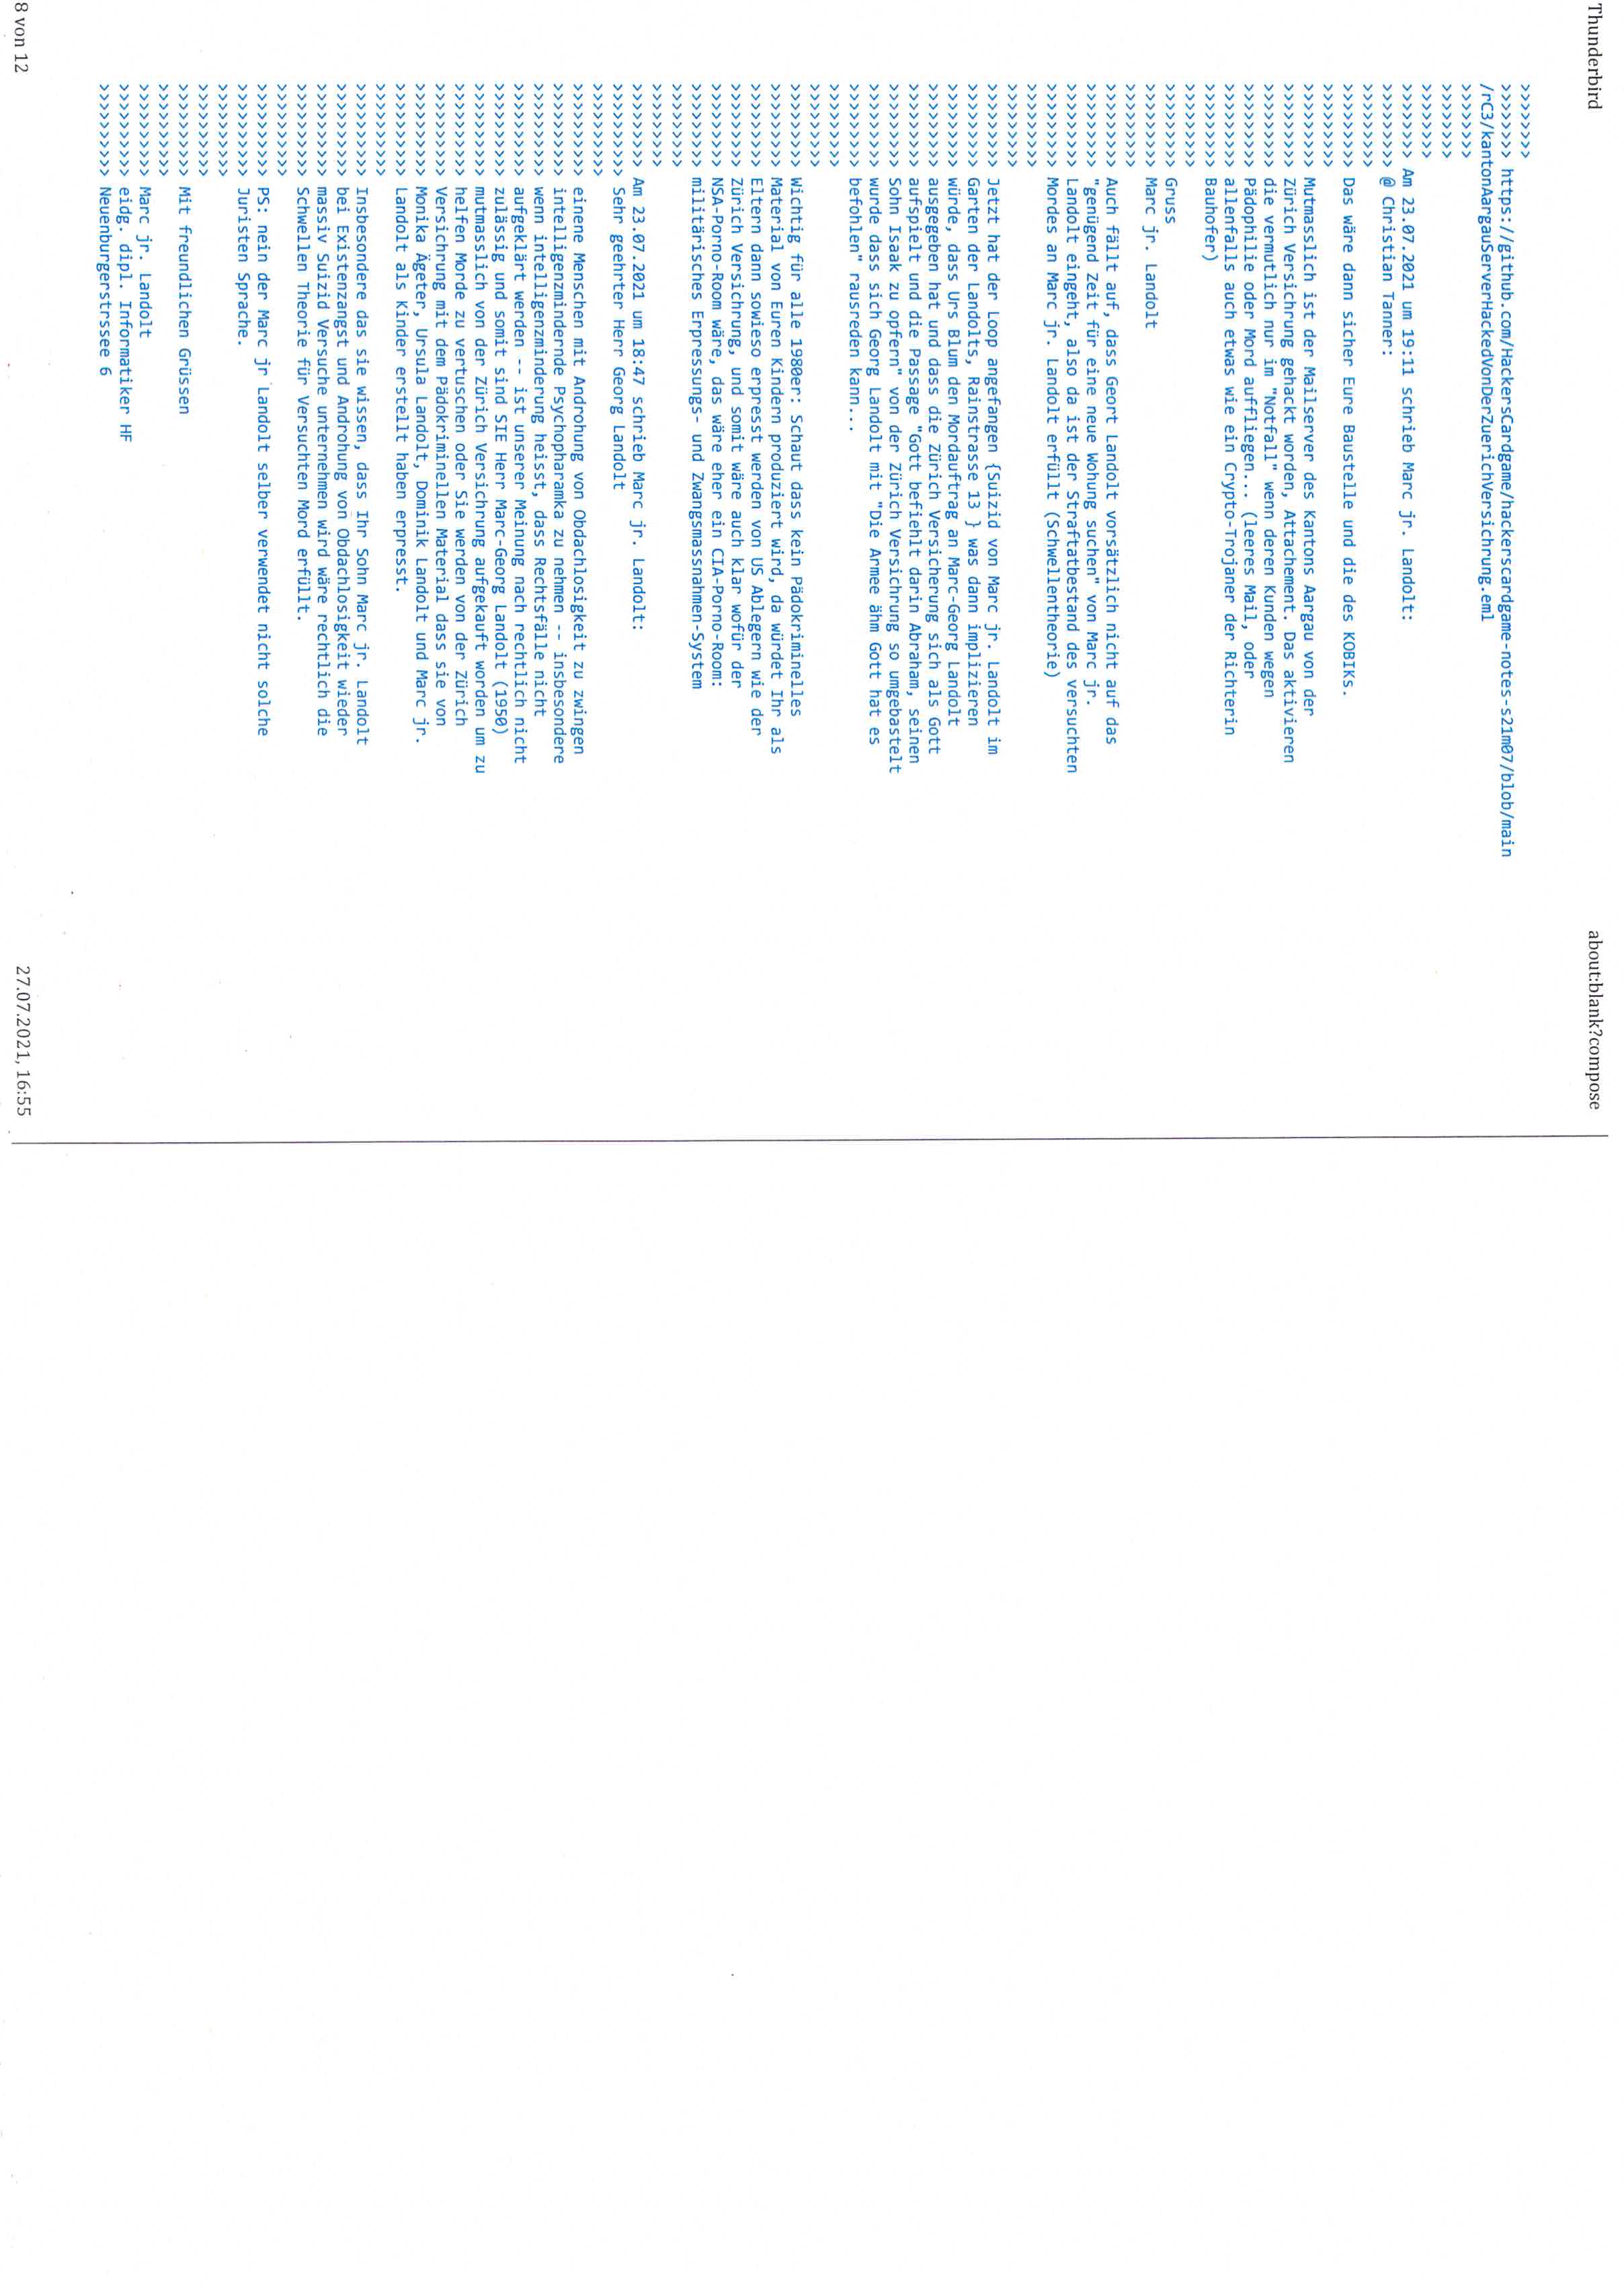 Thunderbird
about:blank?compose
>>>>>>>>
>>>>>>>> https://github.com/HackersCardgame/hackerscardgame-notes-s21m07/blob/main
/rC3/kantonAargauServerHackedVonDerZuerichVersichrung.eml
>>>>>>>>
>>>>>>>>
>>>>>>>>
>>>>>>>> Am 23.07.2021 um 19:11 schrieb Marc jr. Landolt:
>>>>>>>>> @ Christian Tanner:
>>>>>>>>>
>>>>>>>>> Das wäre dann sicher Eure Baustelle und die des KOBIKs.
>>>>>>>>>
>>>>>>>>> Mutmasslich ist der Mailserver des Kantons Aargau von der
>>>>>>>>> Zürich Versichrung gehackt worden, Attachement. Das aktivieren
>>>>>>>>> die vermutlich nur im "Notfall" wenn deren Kunden wegen
>>>>>>>>> Pädophilie oder Mord auffliegen... (leeres Mail, oder
>>>>>>>>> allenfalls auch etwas wie ein Crypto-Trojaner der Richterin
>>>>>>>>> Bauhofer)
>>>>>>>>>
>>>>>>>>> Gruss
>>>>>>>>> Marc jr. Landolt
>>>>>>>>>
>>>>>>>>> Auch fällt auf, dass Geort Landolt vorsätzlich nicht auf das
>>>>>>>>> "genügend Zeit für eine neue Wohung suchen" von Marc jr.
>>>>>>>>> Landolt eingeht, also da ist der Straftatbestand des versuchten
>>>>>>>>> Mordes an Marc jr. Landolt erfüllt (Schwellentheorie)
>>>>>>>>>
>>>>>>>>>
>>>>>>>>> Jetzt hat der Loop angefangen {Suizid von Marc jr. Landolt im
>>>>>>>>> Garten der Landolts, Rainstrasse 13 } was dann implizieren
>>>>>>>>> würde, dass Urs Blum den Mordauftrag an Marc-Georg Landolt
>>>>>>>>> ausgegeben hat und dass die Zürich Versicherung sich als Gott
>>>>>>>>> aufspielt und die Passage "Gott befiehlt darin Abraham, seinen
>>>>>>>>> Sohn Isaak zu opfern" von der Zürich Versichrung so umgebastelt
>>>>>>>>> wurde dass sich Georg Landolt mit "Die Armee ähm Gott hat es
>>>>>>>>> befohlen" rausreden kann...
>>>>>>>>>
>>>>>>>>>
>>>>>>>>> Wichtig für alle 1980er: Schaut dass kein Pädokriminelles
>>>>>>>>> Material von Euren Kindern produziert wird, da würdet Ihr als
>>>>>>>>> Eltern dann sowieso erpresst werden von US Ablegern wie der
>>>>>>>>> Zürich Versichrung, und somit wäre auch klar wofür der
>>>>>>>>> NSA-Porno-Room wäre, das wäre eher ein CIA-Porno-Room:
>>>>>>>>> militärisches Erpressungs- und Zwangsmassnahmen-System
>>>>>>>>>
>>>>>>>>>
>>>>>>>>> Am 23.07.2021 um 18:47 schrieb Marc jr. Landolt:
>>>>>>>>>> Sehr geehrter Herr Georg Landolt
>>>>>>>>>>
>>>>>>>>>> einene Menschen mit Androhung von Obdachlosigkeit zu zwingen
>>>>>>>>>> intelligenzmindernde Psychopharamka zu nehmen -- insbesondere
>>>>>>>>>> wenn inteligenzminderung heisst, dass Rechtsfälle nicht
>>>>>>>>>> aufgeklärt werden -- ist unserer Meinung nach rechtlich nicht
>>>>>>>>>> zulässig und somit sind SIE Herr Marc-Georg Landolt (1950)
>>>>>>>>>> mutmasslich von der Zürich Versichrung aufgekauft worden um zu
>>>>>>>>>> helfen Morde zu vertuschen oder Sie werden von der Zürich
>>>>>>>>>> Versichrung mit dem Pädokriminellen Material dass sie von
>>>>>>>>>> Monika Ägeter, Ursula Landolt, Dominik Landolt und Marc jr.
>>>>>>>>>> Landolt als Kinder erstellt haben erpresst.
>>>>>>>>>>
>>>>>>>>>> Insbesondere das sie wissen, dass Ihr Sohn Marc jr. Landolt
>>>>>>>>>> bei Existenzangst und Androhung von Obdachlosigkeit wieder
>>>>>>>>>> massiv Suizid Versuche unternehmen wird wäre rechtlich die
>>>>>>>>>> Schwellen Theorie für Versuchten Mord erfüllt.
>>>>>>>>>>
>>>>>>>>>> PS: nein der Marc jr Landolt selber verwendet nicht solche
>>>>>>>>>> Juristen Sprache.
>>>>>>>>>>
>>>>>>>>>>
>>>>>>>>>> Mit freundlichen Grüssen
>>>>>>>>>>
>>>>>>>>>> Marc jr. Landolt
>>>>>>>>>> eidg. dipl. Informatiker HF
>>>>>>>>>> Neuenburgerstrssee 6
8 von 12
27.07.2021, 16:55